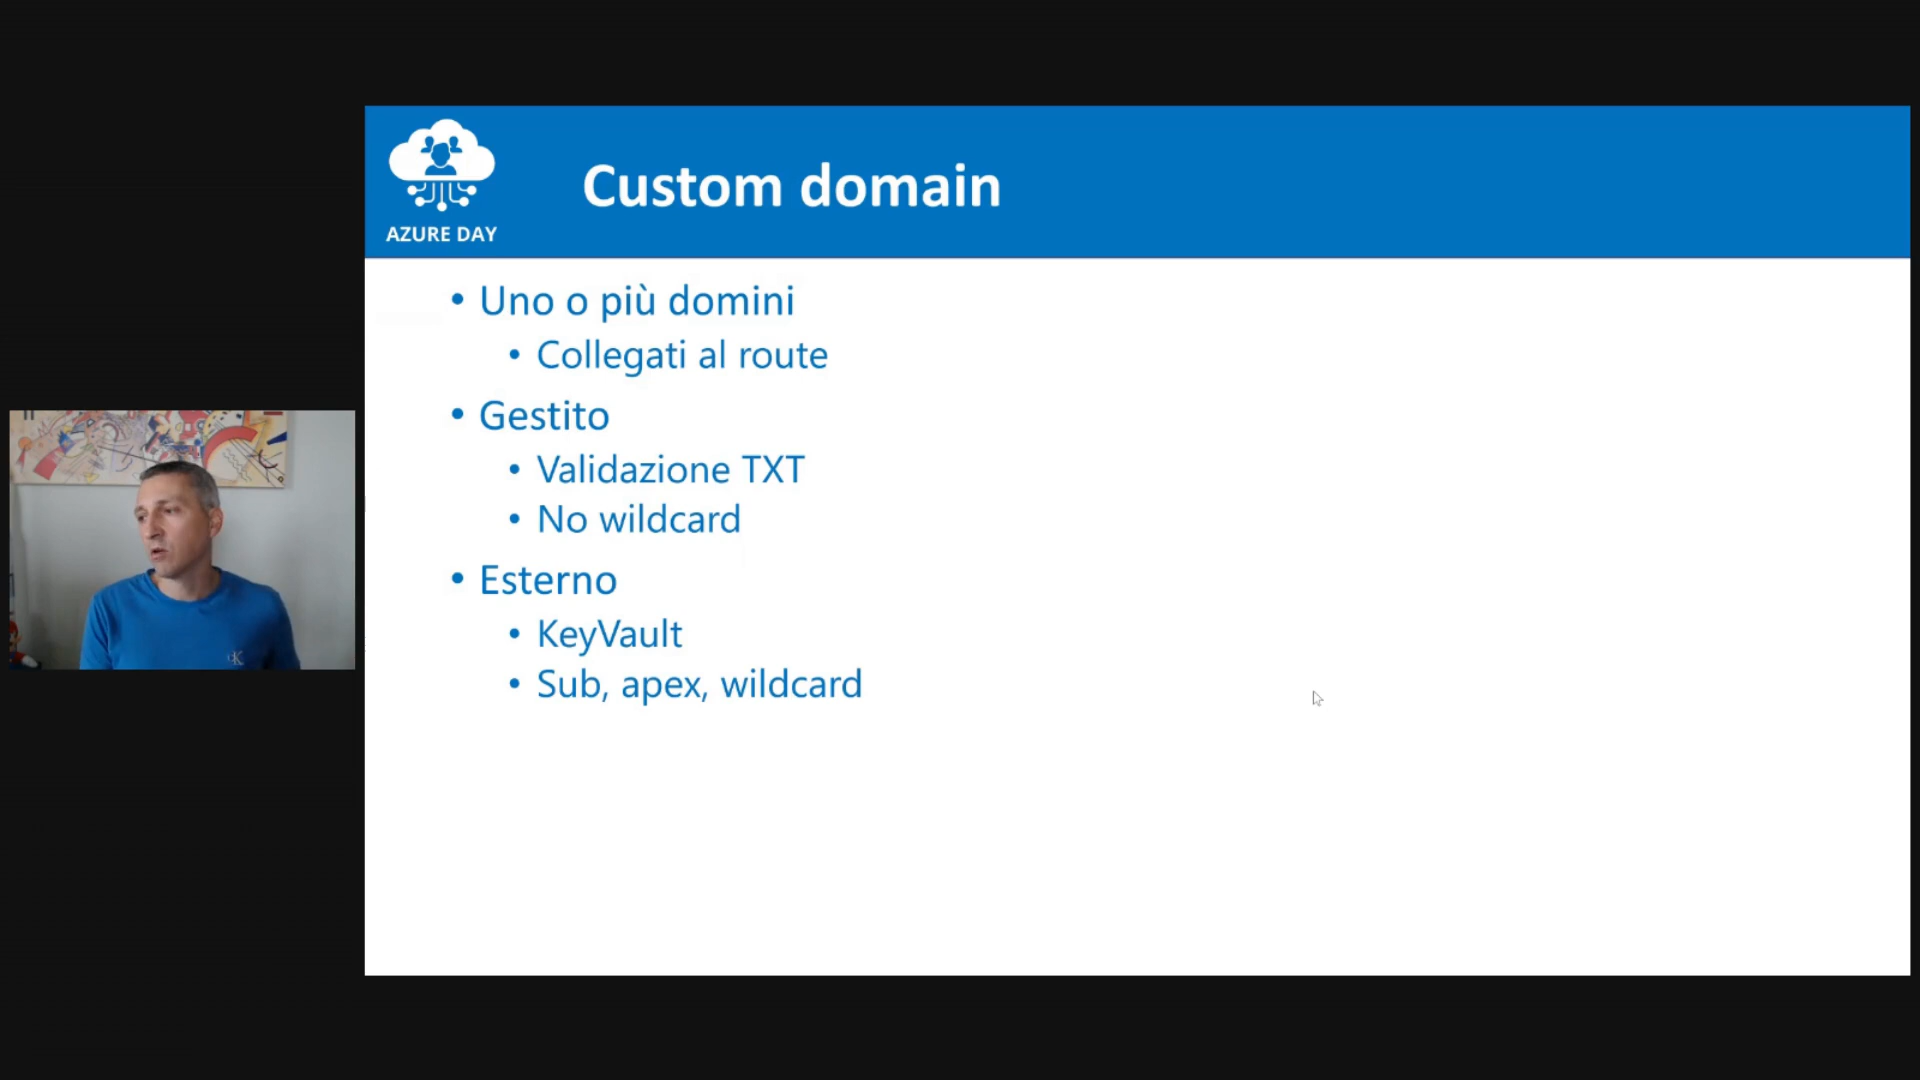 AZURE DAY
Custom domain
• Uno o più domini
• Collegati al route
• Gestito
• Validazione TXT
• No wildcard
• Esterno
• KeyVault
• Sub, apex, wildcard
CK